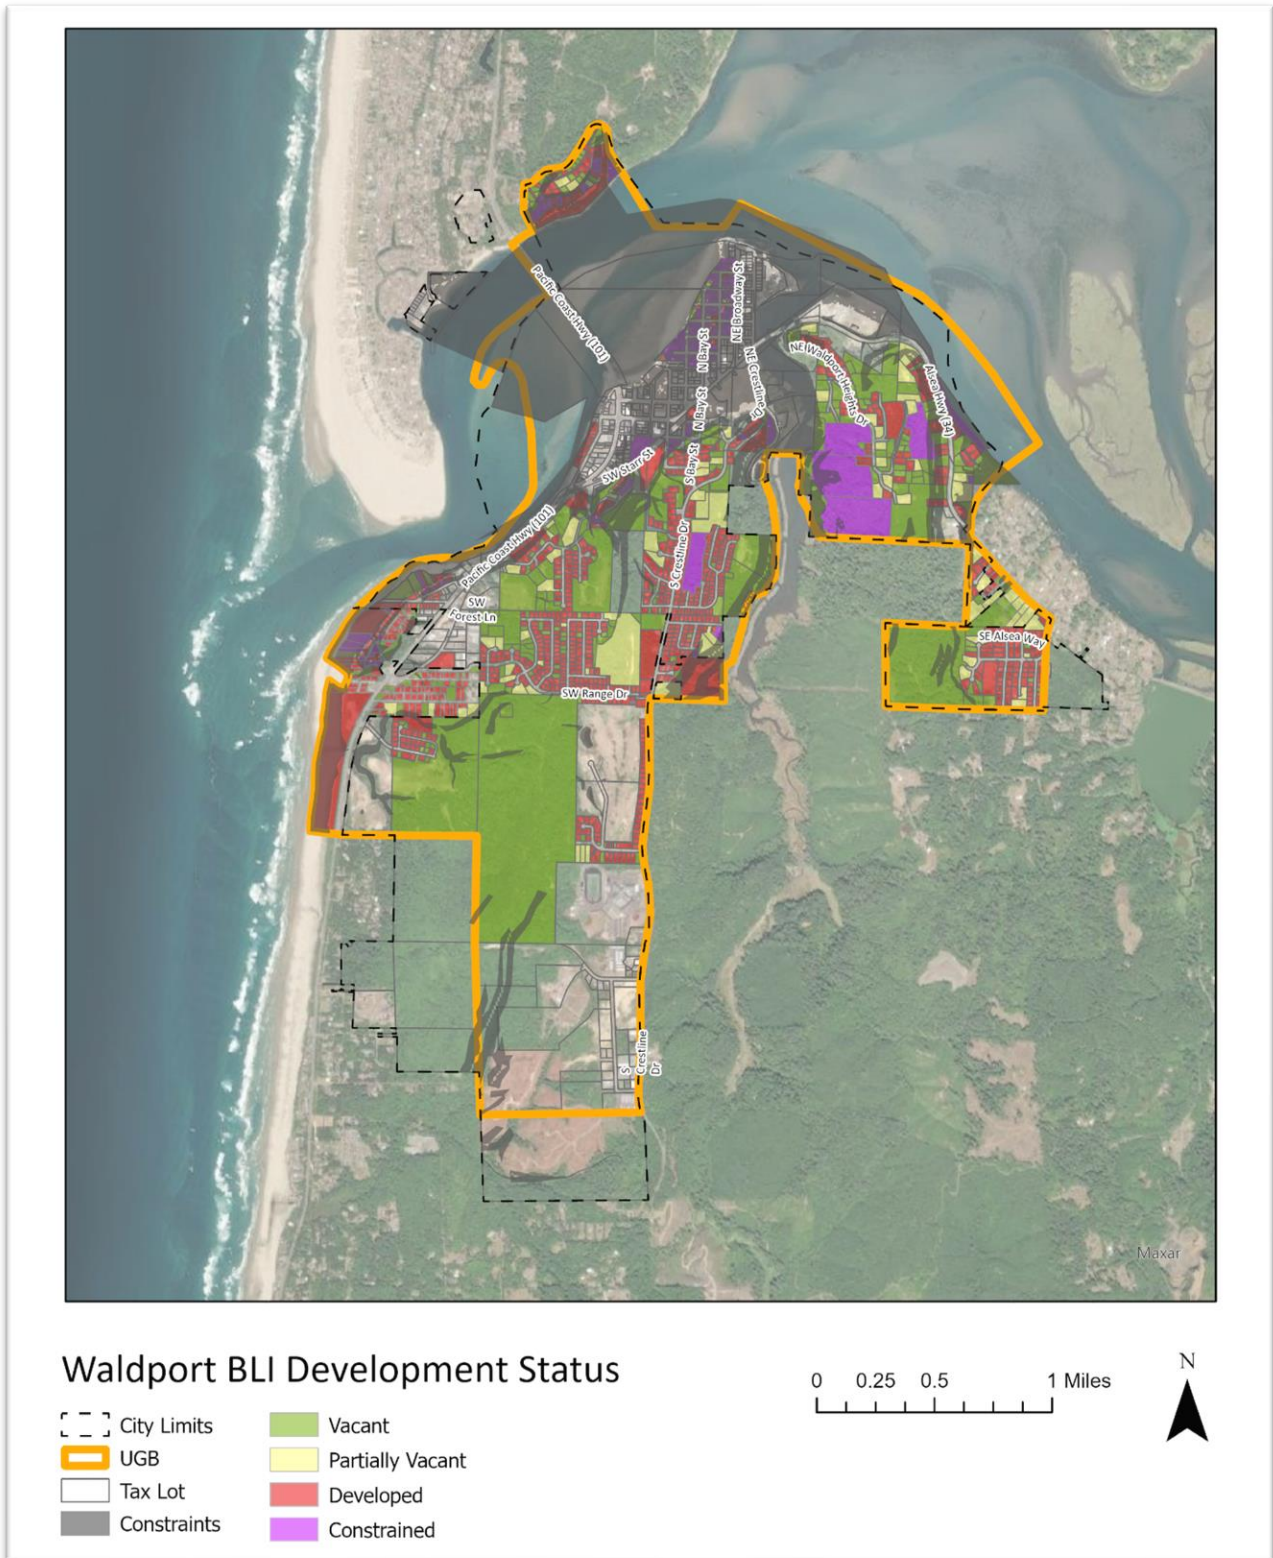 Pacific Coast Hwy (101)
NE Broadway St
N Bay St
NE Crestline Dr
NE Waldport Heights Dr
Alsea Hwy (34)
N Bay St
S Bay St
SW Starr St
Pacific Coast Hwy (101)
S Crestline Dr
SW
Forest Ln
SE Alsea Way
SW Range Dr
S
Crestline
Dr
Maxar
Waldport BLI Development Status
City Limits
UGB
Tax Lot
Constraints
Vacant
Partially Vacant
Developed
Constrained
0 0.25 0.5 1 Miles
N